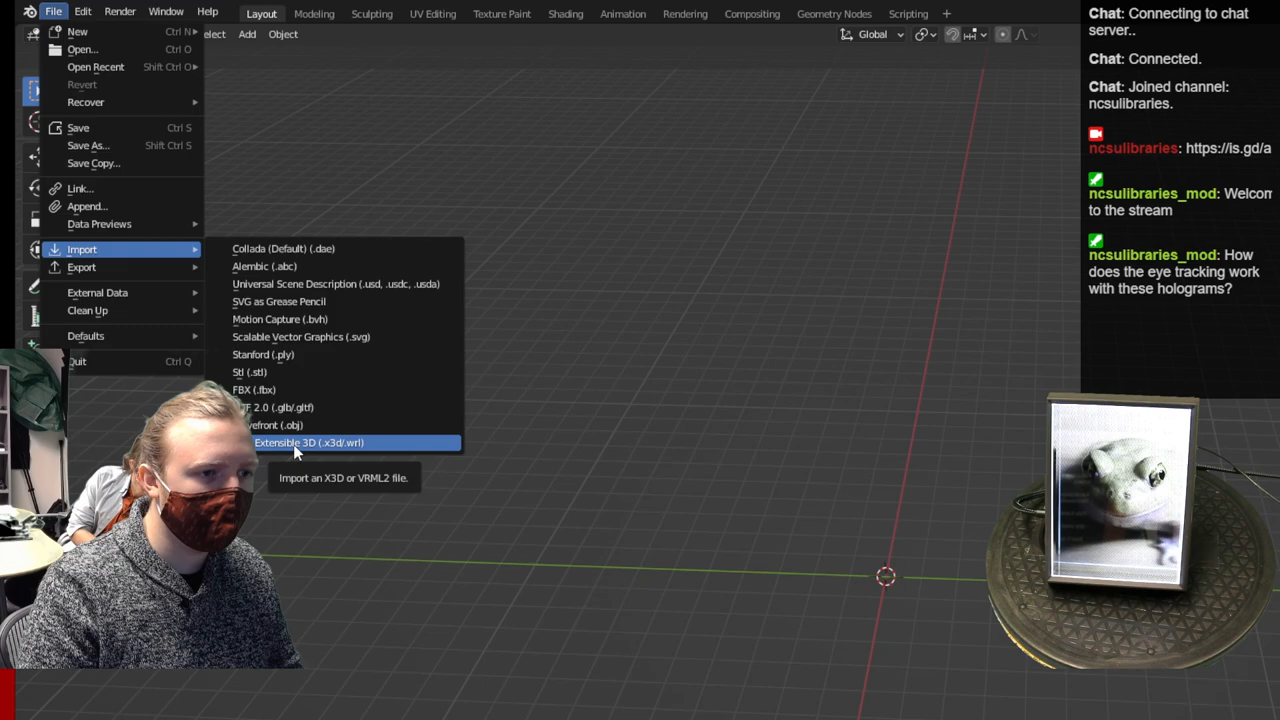 File Edit Render Window Help Layout Modeling Sculpting UV Editing Texture Paint Shading Animation Rendering Compositing Geometry Nodes Scripting +
Add Object Global
New Ctrl N
Open... Ctrl O
Open Recent Shift Ctrl O
Revert
Recover
Save Ctrl S
Save As... Shift Ctrl S
Save Copy...
Link...
Append...
Data Previews
Import
Export
External Data
Clean Up
Defaults
Quit Ctrl Q
Collada (Default) (.dae)
Alembic (.abc)
Universal Scene Description (.usd, .usdc, .usda)
SVG as Grease Pencil
Motion Capture (.bvh)
Scalable Vector Graphics (.svg)
Stanford (.ply)
Stl (.stl)
FBX (.fbx)
2.0 (.glb/.gltf)
(.obj)
Extensible 3D (.x3d/.wrl)
Import an X3D or VRML2 file.
Chat: Connecting to chat
server..
Chat: Connected.
Chat: Joined channel:
ncsulibraries.
ncsulibraries: https://is.gd/a
ncsulibraries_mod: Welcom
to the stream
ncsulibraries_mod: How
does the eye tracking work
with these holograms?